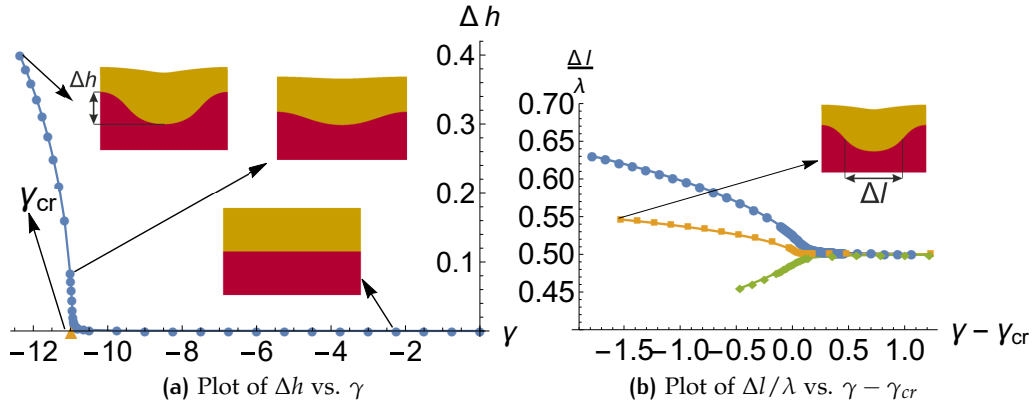 Δh
0.4
0.3
0.2
0.1
Δh
γcr
γ
−12 −10 −8 −6 −4 −2
(a) Plot of Δh vs. γ
Δl/λ
0.70
0.65
0.60
0.55
0.50
0.45
Δl
−1.5 −1.0 −0.5 0.0 0.5 1.0
γ − γcr
(b) Plot of Δl/λ vs. γ − γcr